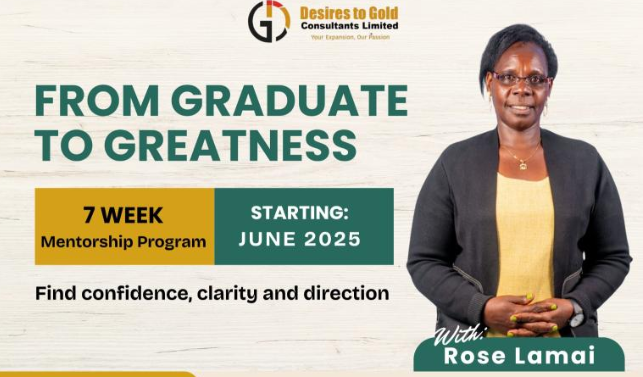 Desires to Gold
Consultants Limited
Your Expansion, Our Passion
FROM GRADUATE
TO GREATNESS
7 WEEK
Mentorship Program
STARTING:
JUNE 2025
Find confidence, clarity and direction
With:
Rose Lamai